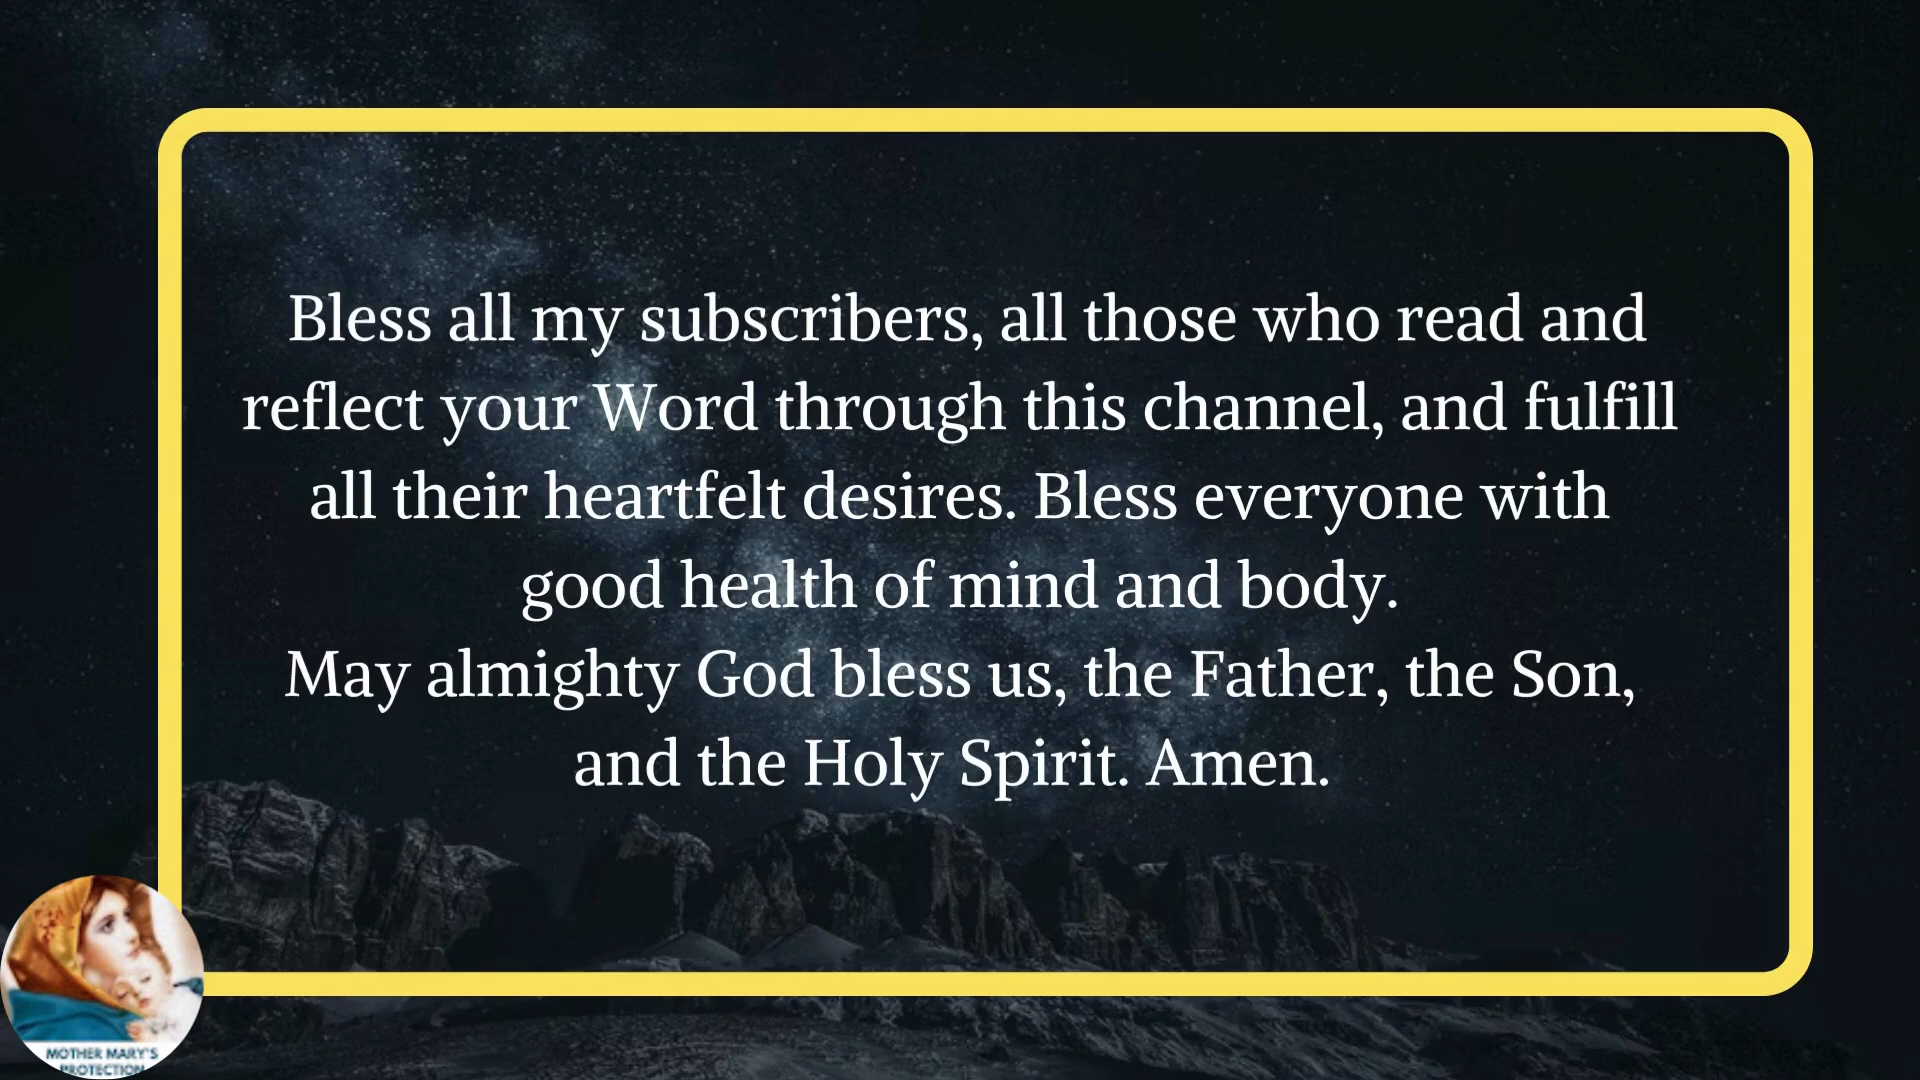 Bless all my subscribers, all those who read and
reflect your Word through this channel, and fulfill
all their heartfelt desires. Bless everyone with
good health of mind and body.
May almighty God bless us, the Father, the Son,
and the Holy Spirit. Amen.
MOTHER MARY'S
PROTECTION